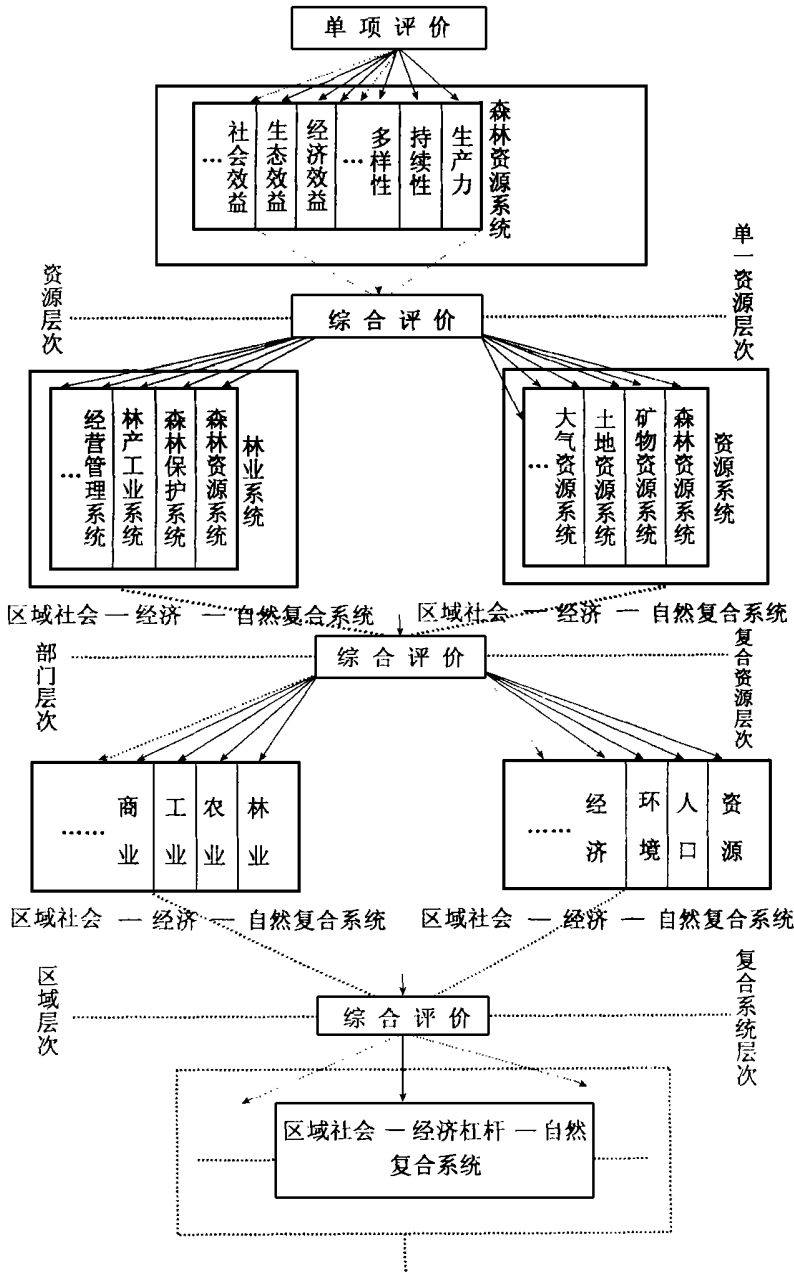 单项评价
…
社会效益
生态效益
经济效益
…
多样性
持续性
生产力
森林资源系统
资源层次
综合评价
单一资源层次
…
经营管理系统
林产工业系统
森林保护系统
森林资源系统
林业系统
…
大气资源系统
土地资源系统
矿物资源系统
森林资源系统
资源系统
区域社会—经济—自然复合系统
区域社会—经济—自然复合系统
部门层次
综合评价
复合资源层次
……
商业
工业
农业
林业
……
经济
环境
人口
资源
区域社会—经济—自然复合系统
区域社会—经济—自然复合系统
区域层次
综合评价
复合系统层次
区域社会—经济杠杆—自然
复合系统